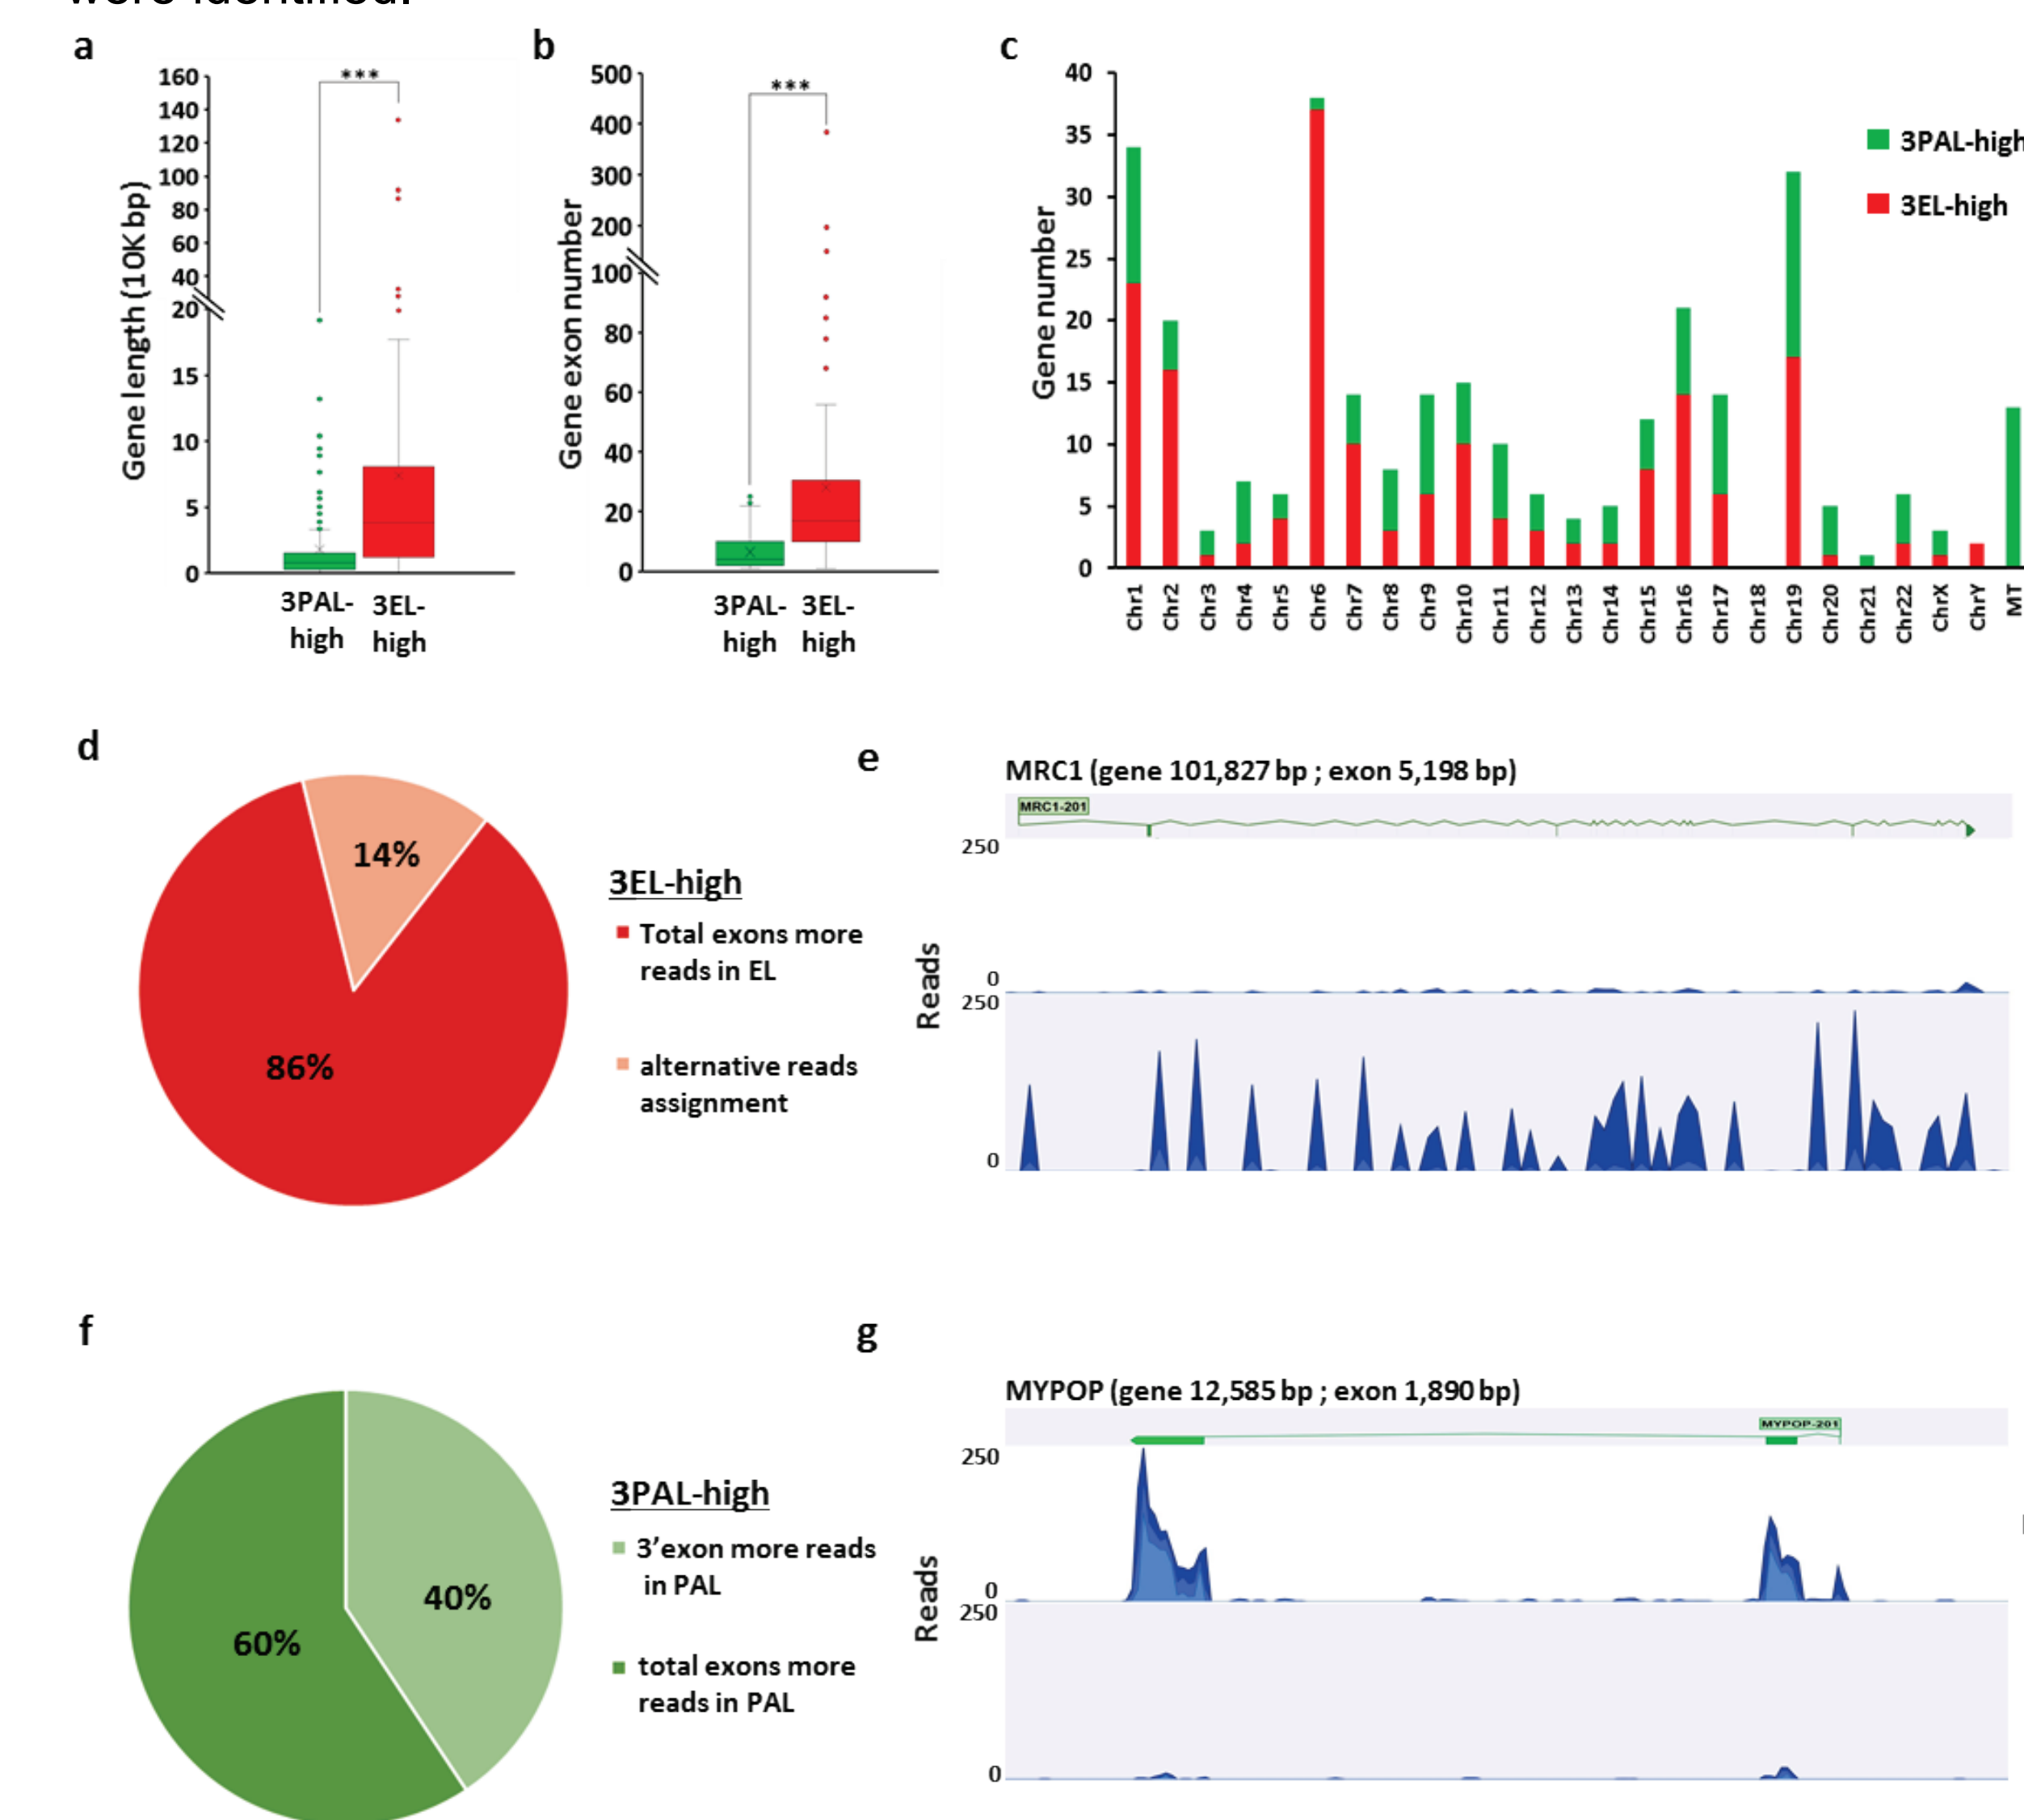 were identified.
a
160
140
120
100
80
60
40
20
15
10
5
0
Gene length (10K bp)
***
3PAL-
high
3EL-
high
b
500
400
300
200
100
80
60
40
20
0
Gene exon number
***
3PAL-
high
3EL-
high
c
40
35
30
25
20
15
10
5
0
Gene number
3PAL-high
3EL-high
Chr1
Chr2
Chr3
Chr4
Chr5
Chr6
Chr7
Chr8
Chr9
Chr10
Chr11
Chr12
Chr13
Chr14
Chr15
Chr16
Chr17
Chr18
Chr19
Chr20
Chr21
Chr22
ChrX
ChrY
MT
d
14%
86%
3EL-high
Total exons more
reads in EL
alternative reads
assignment
e
MRC1 (gene 101,827 bp ; exon 5,198 bp)
MRC1-201
250
0
250
0
Reads
f
40%
60%
3PAL-high
3'exon more reads
in PAL
total exons more
reads in PAL
g
MYPOP (gene 12,585 bp ; exon 1,890 bp)
MYPOP-201
250
0
250
0
Reads